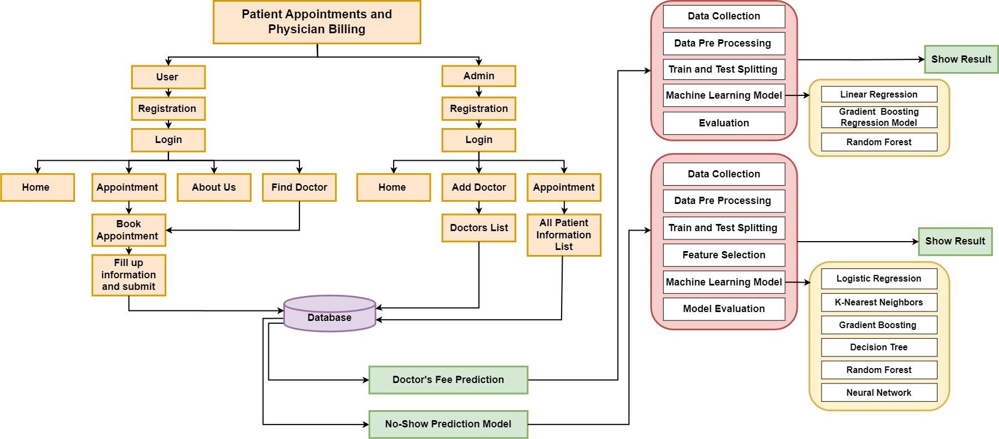 Patient Appointments and
Physician Billing
User
Admin
Registration
Registration
Login
Login
Home
Appointment
About Us
Find Doctor
Home
Add Doctor
Appointment
Book
Appointment
Doctors List
All Patient
Information
List
Fill up
information
and submit
Database
Doctor's Fee Prediction
No-Show Prediction Model
Data Collection
Data Pre Processing
Train and Test Splitting
Machine Learning Model
Evaluation
Show Result
Linear Regression
Gradient  Boosting
Regression Model
Random Forest
Data Collection
Data Pre Processing
Train and Test Splitting
Feature Selection
Machine Learning Model
Model Evaluation
Show Result
Logistic Regression
K-Nearest Neighbors
Gradient Boosting
Decision Tree
Random Forest
Neural Network